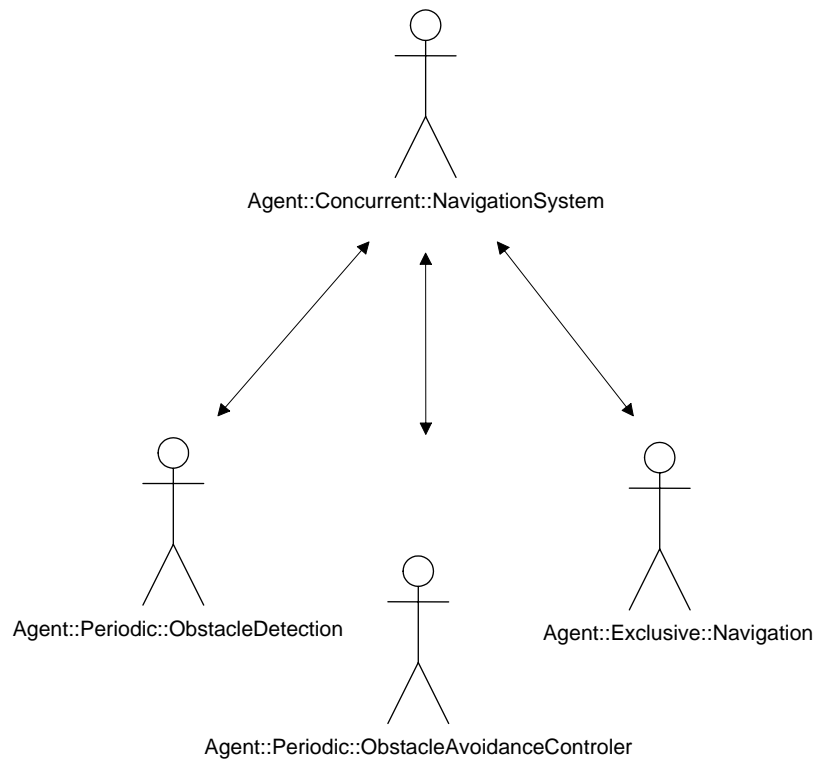 Agent::Concurrent::NavigationSystem
Agent::Periodic::ObstacleDetection
Agent::Exclusive::Navigation
Agent::Periodic::ObstacleAvoidanceControler